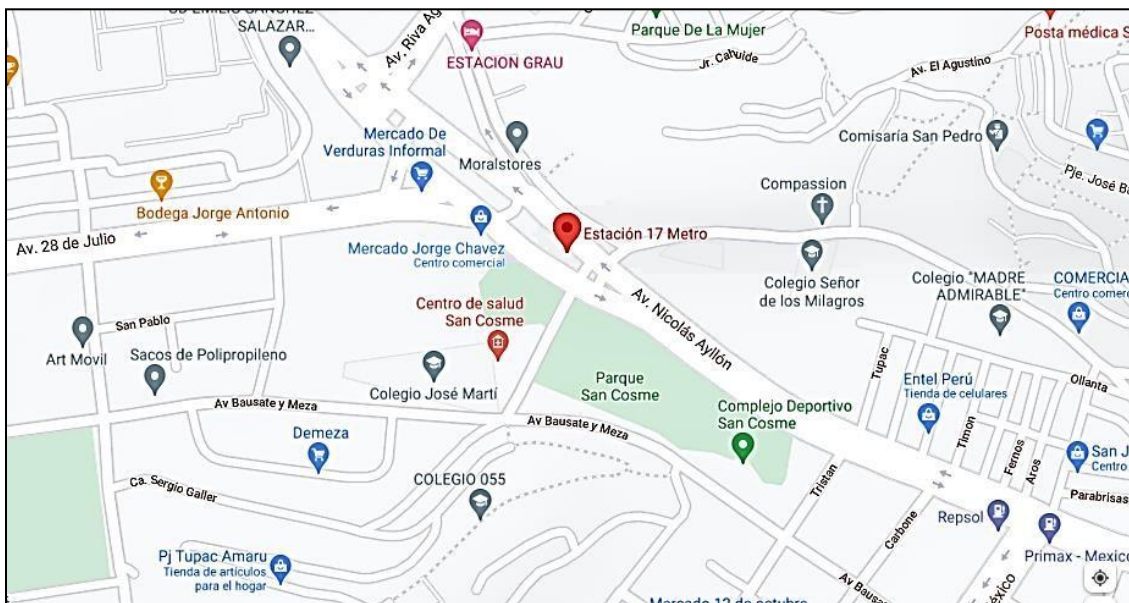 SALAZAR...
Av. Riva Ag
ESTACION GRAU
Parque De La Mujer
Posta médica S
Jr. Cahuide
Av. El Agustino
Mercado De
Verduras Informal
Moralstores
Comisaría San Pedro
Pje. José Ba
Compassion
Bodega Jorge Antonio
Av. 28 de Julio
Mercado Jorge Chavez
Centro comercial
Estación 17 Metro
Colegio Señor
de los Milagros
Colegio "MADRE
ADMIRABLE"
COMERCIA
Centro comerc
Centro de salud
San Cosme
Av. Nicolás Ayllón
San Pablo
Art Movil
Sacos de Polipropileno
Colegio José Martí
Parque
San Cosme
Tupac
Entel Perú
Tienda de celulares
Ollanta
Av Bausate y Meza
Av Bausate y Meza
Complejo Deportivo
San Cosme
Timon
Fernos
Aros
Demeza
San J
Centro
Ca. Sergio Galler
COLEGIO 055
Tristan
Parabrisas
Carbone
Repsol
Primax - Mexico
Pj Tupac Amaru
Tienda de artículos
para el hogar
Av Bausate
México
Mercado 12 de octubre